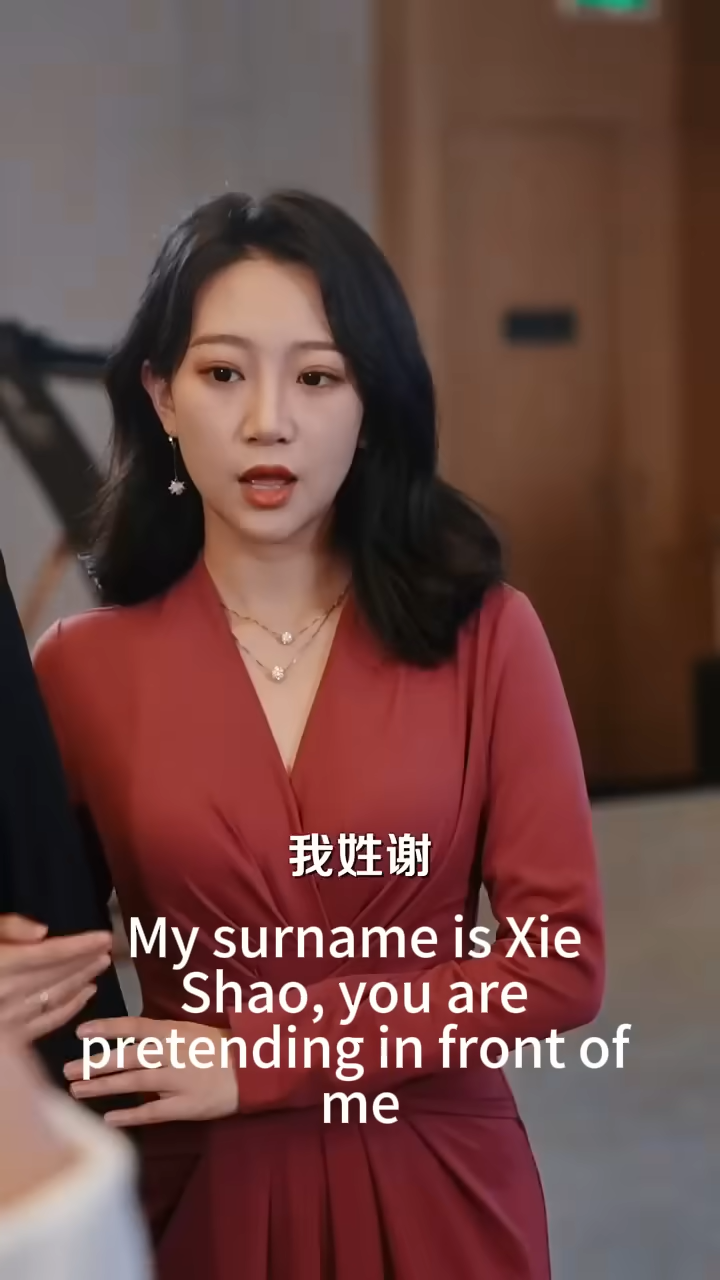 我姓谢
My surname is Xie
Shao, you are
pretending in front of
me